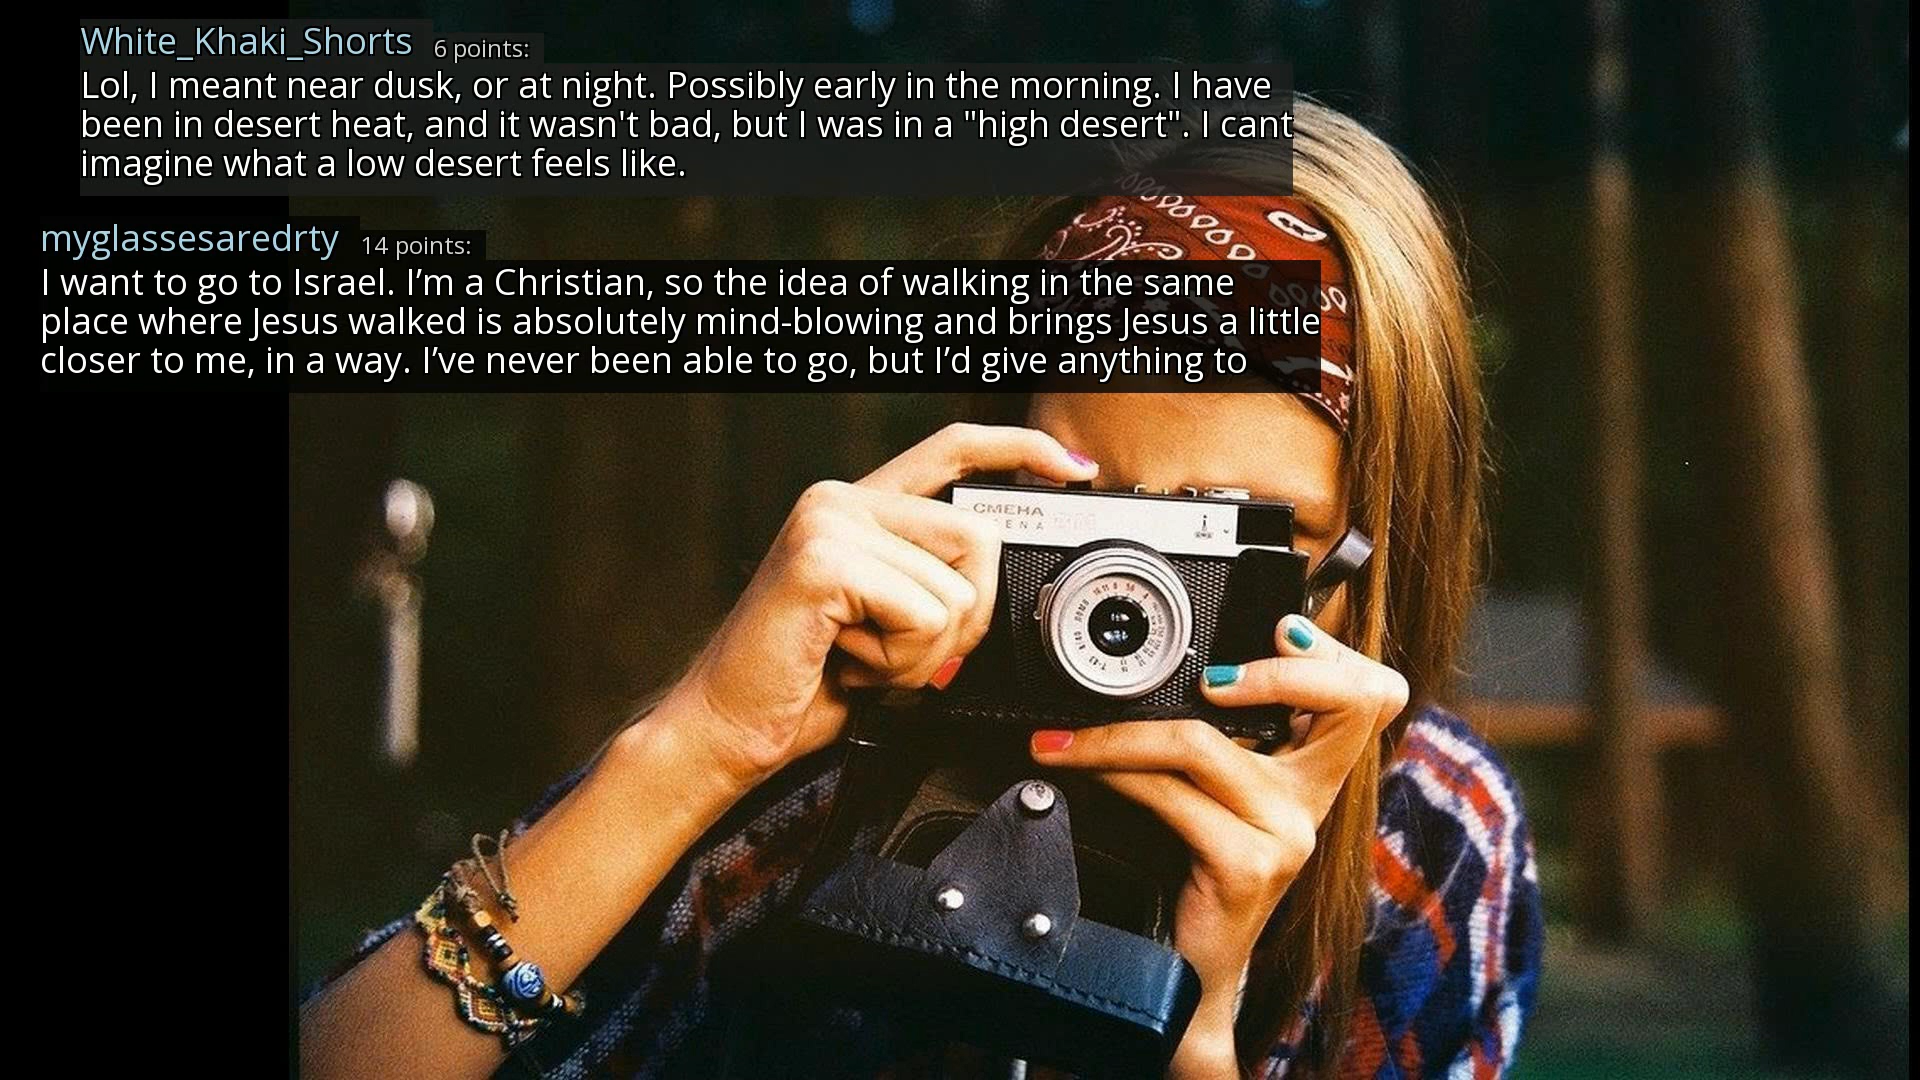 White_Khaki_Shorts 6 points:
Lol, I meant near dusk, or at night. Possibly early in the morning. I have
been in desert heat, and it wasn't bad, but I was in a "high desert". I cant
imagine what a low desert feels like.
myglassesaredrty 14 points:
I want to go to Israel. I’m a Christian, so the idea of walking in the same
place where Jesus walked is absolutely mind-blowing and brings Jesus a little
closer to me, in a way. I’ve never been able to go, but I’d give anything to
СМЕНА